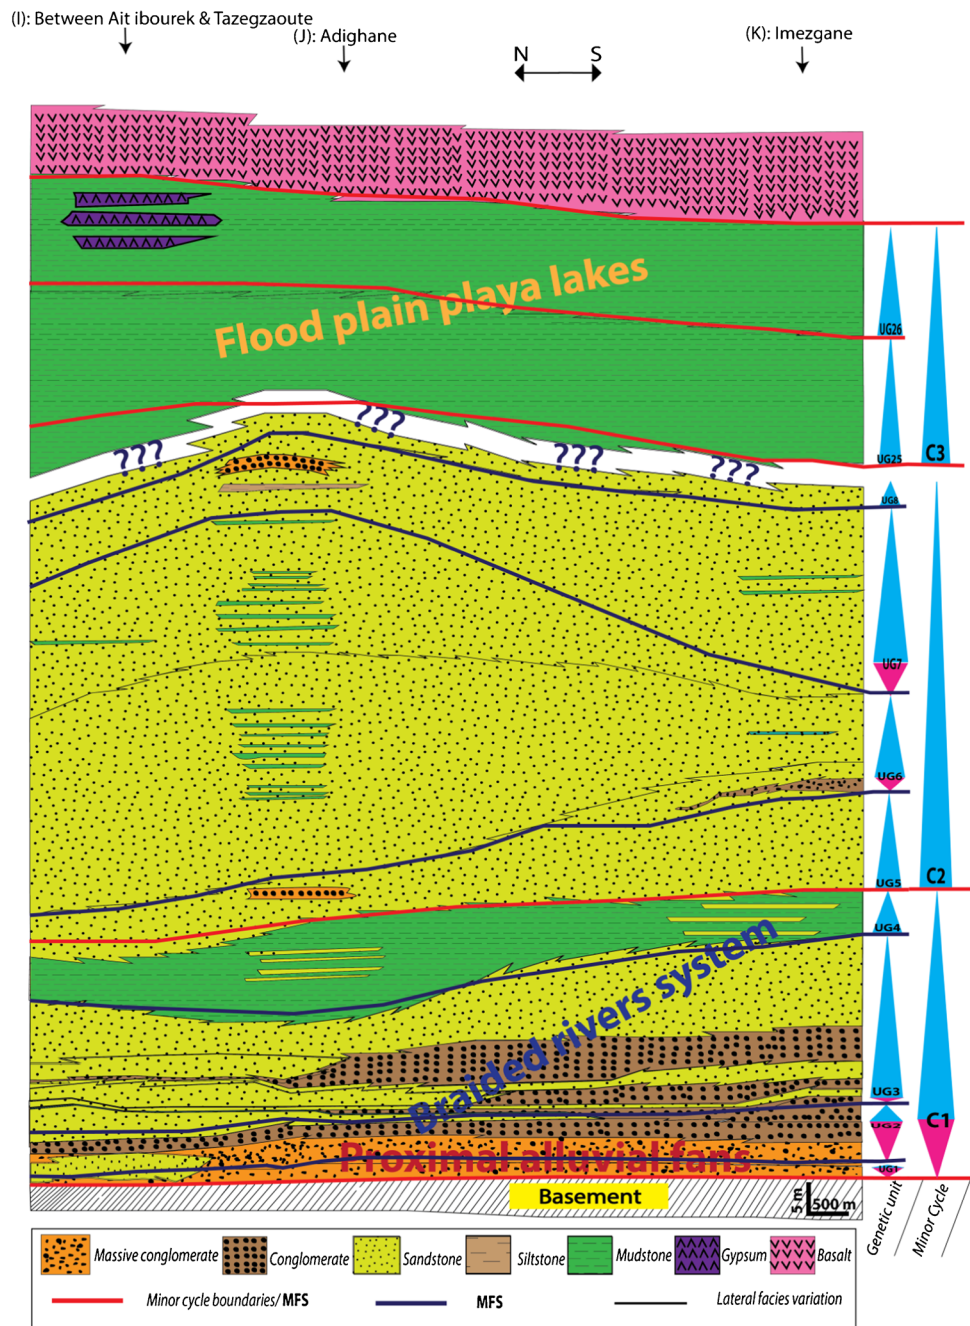 (I): Between Ait ibourek & Tazegzaoute
(J): Adighane
(K): Imezgane
N S
Flood plain playa lakes
UG26
???
???
???
???
UG25
C3
UG8
UG7
UG6
UG5
C2
UG4
Braided rivers system
UG3
UG2
C1
Proximal alluvial fans
UG1
Basement
5 m
500 m
Genetic unit
Minor Cycle
Massive conglomerate
Conglomerate
Sandstone
Siltstone
Mudstone
Gypsum
Basalt
Minor cycle boundaries/ MFS
MFS
Lateral facies variation